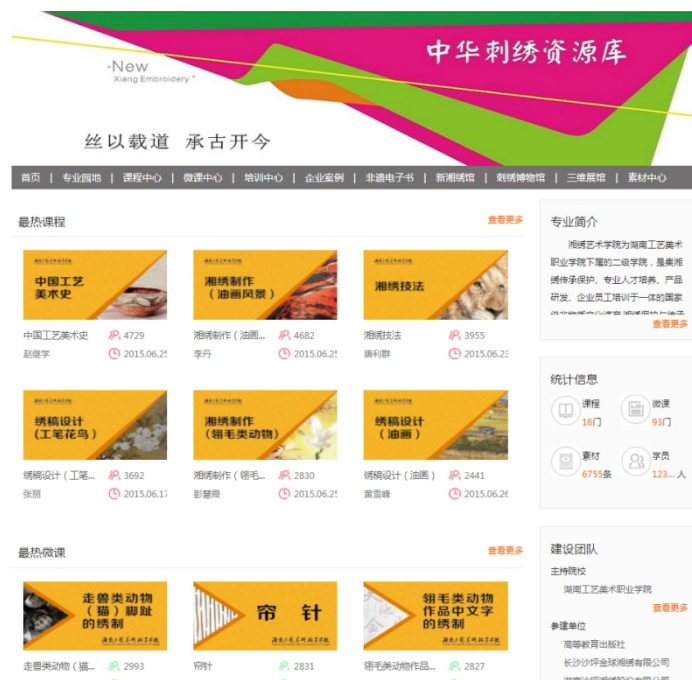 中华刺绣资源库
·New
Xiang Embroidery
丝以载道 承古开今
首页 | 专业园地 | 课程中心 | 微课中心 | 培训中心 | 企业案例 | 非遗电子书 | 新湘绣馆 | 刺绣博物馆 | 三维展馆 | 素材中心
最热课程 查看更多
中国工艺
美术史
湘绣制作
（油画风景）
湘绣技法
中国工艺美术史 4729
赵继学 2015.06.25
湘绣制作（油画... 4682
李丹 2015.06.25
湘绣技法 3955
唐利群 2015.06.23
绣稿设计
（工笔花鸟）
湘绣制作
（翎毛类动物）
绣稿设计
（油画）
绣稿设计（工笔... 3692
张丽 2015.06.17
湘绣制作（翎毛... 2830
彭慧霞 2015.06.25
绣稿设计（油画） 2441
黄雪峰 2015.06.26
最热微课 查看更多
走兽类动物
（猫）脚趾
的绣制
帘 针
翎毛类动物
作品中文字
的绣制
走兽类动物（猫... 2993
帘针 2831
翎毛类动物作品... 2827
专业简介
湘绣艺术学院为湖南工艺美术
职业学院下属的二级学院，是集湘
绣传承保护、专业人才培养、产品
研发、企业员工培训于一体的国家
查看更多
统计信息
课程
16门
微课
93门
素材
6755条
学员
123... 人
建设团队
主持院校
湖南工艺美术职业学院
查看更多
参建单位
高等教育出版社
长沙沙坪金球湘绣有限公司